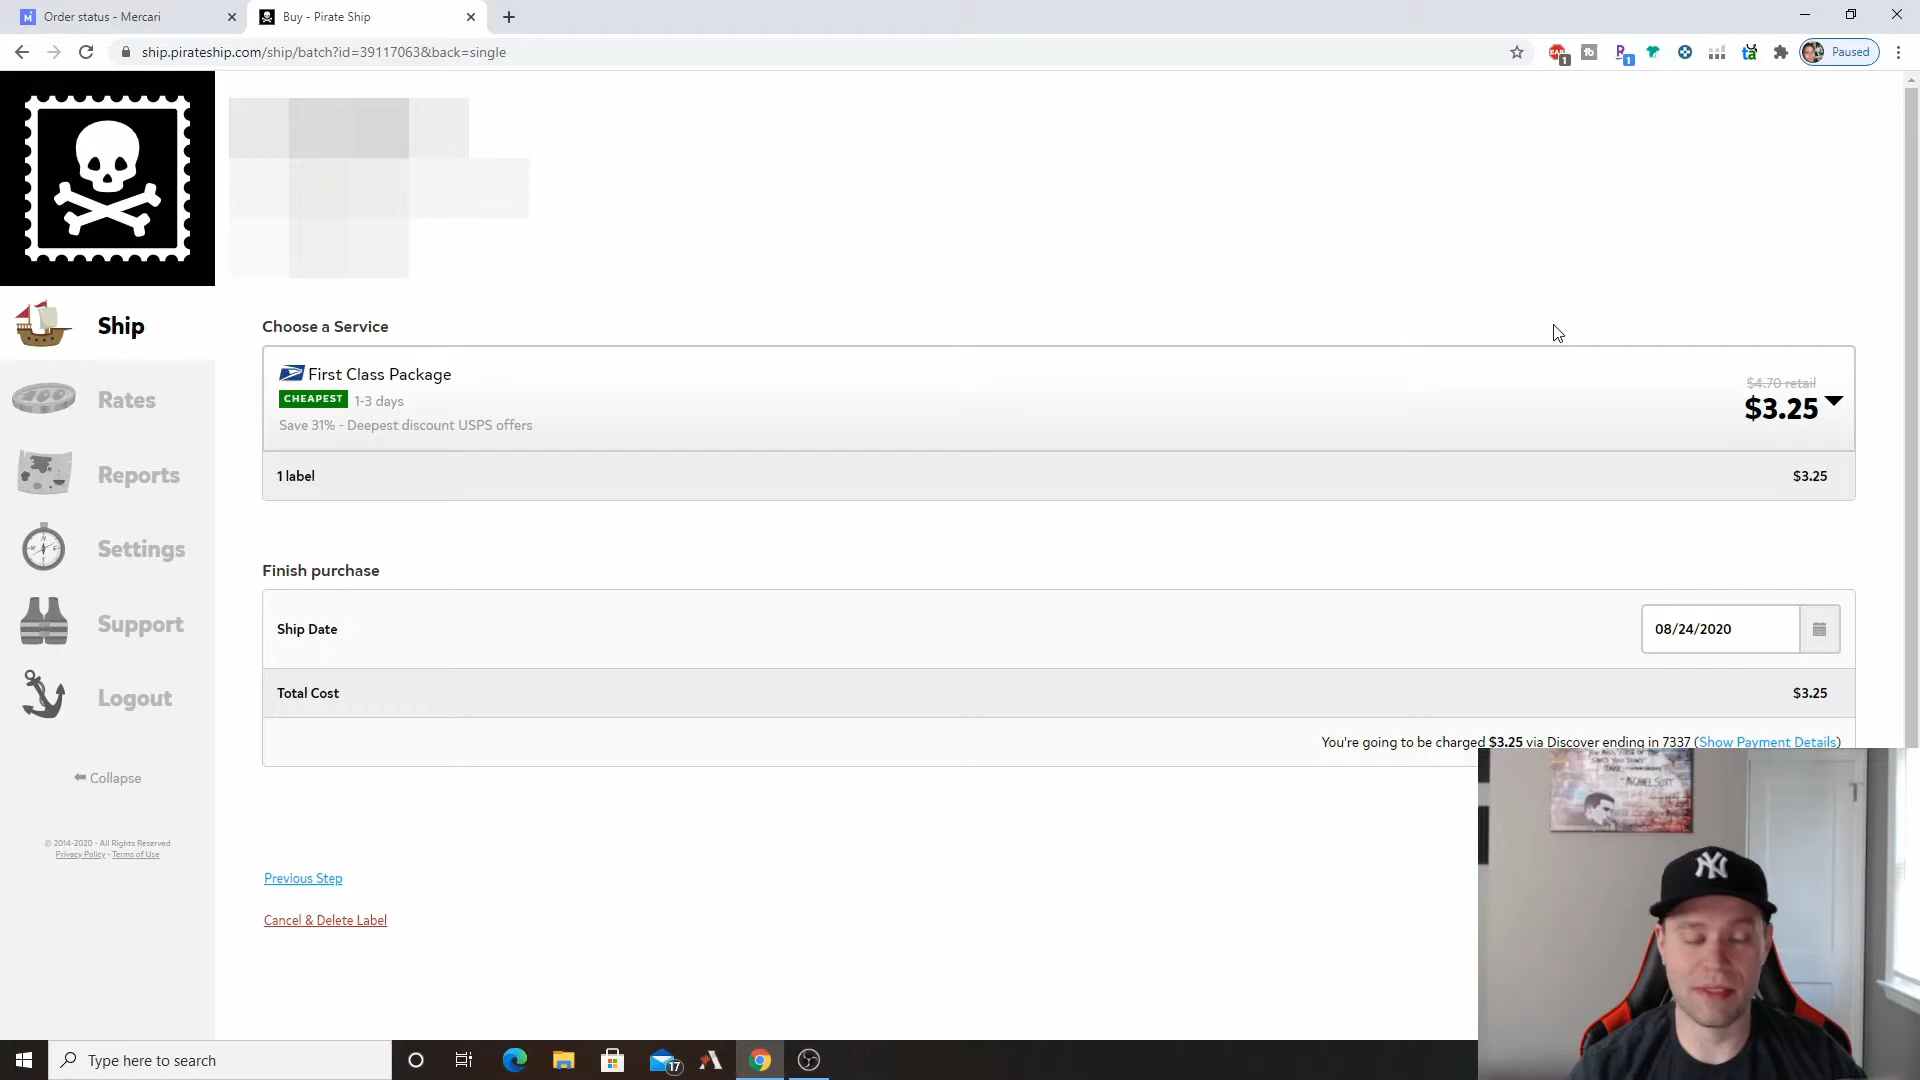 Order status - Mercari
Buy - Pirate Ship
ship.pirateship.com/ship/batch?id=39117063&back=single
Paused
Ship
Rates
Reports
Settings
Support
Logout
Collapse
© 2014-2020 - All Rights Reserved
Privacy Policy - Terms of Use
Choose a Service
First Class Package
CHEAPEST 1-3 days
Save 31% - Deepest discount USPS offers
$4.70 retail
$3.25
1 label $3.25
Finish purchase
Ship Date 08/24/2020
Total Cost $3.25
You're going to be charged $3.25 via Discover ending in 7337 (Show Payment Details)
Previous Step
Cancel & Delete Label
-MICHAEL SCOTT
NY
Type here to search
17